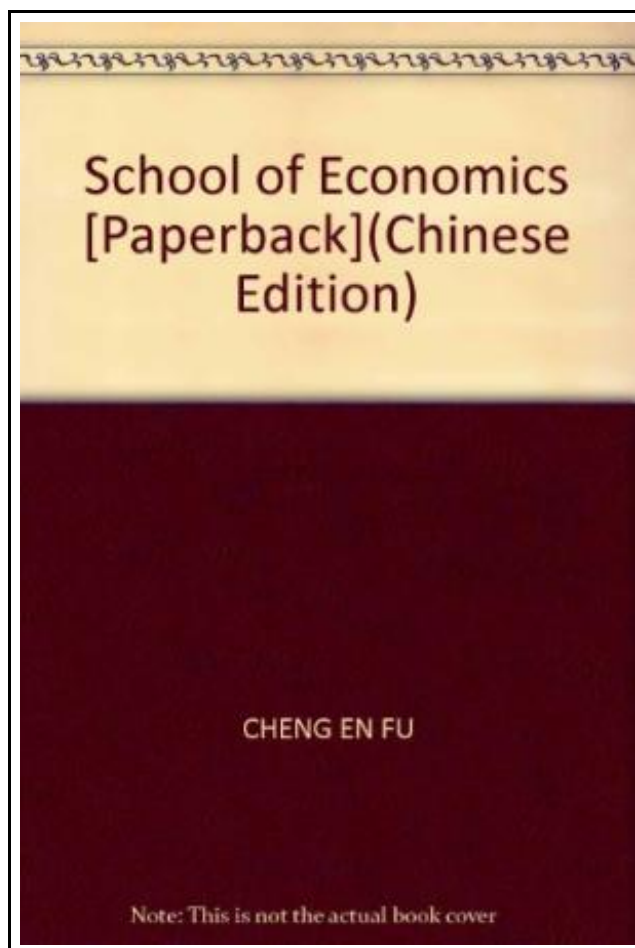 School of Economics
[Paperback](Chinese
Edition)
CHENG EN FU
Note: This is not the actual book cover